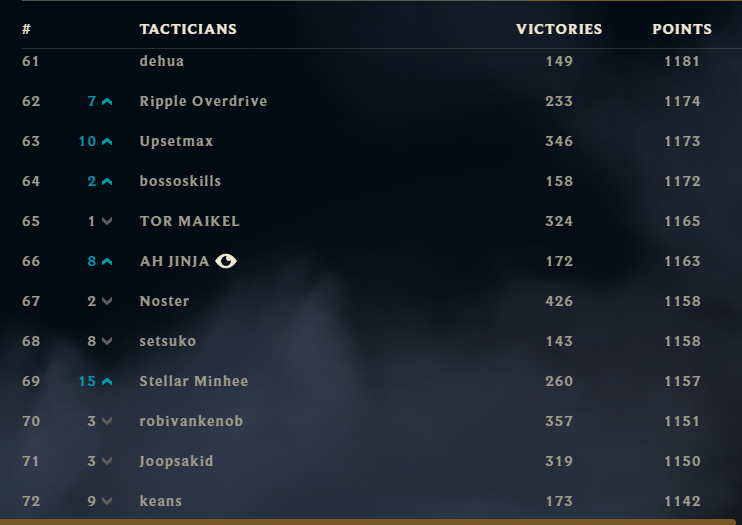 # TACTICIANS VICTORIES POINTS
61 dehua 149 1181
62 7 Ripple Overdrive 233 1174
63 10 Upsetmax 346 1173
64 2 bossoskills 158 1172
65 1 TOR MAIKEL 324 1165
66 8 AH JINJA 172 1163
67 2 Noster 426 1158
68 8 setsuko 143 1158
69 15 Stellar Minhee 260 1157
70 3 robivankenob 357 1151
71 3 Joopsakid 319 1150
72 9 keans 173 1142